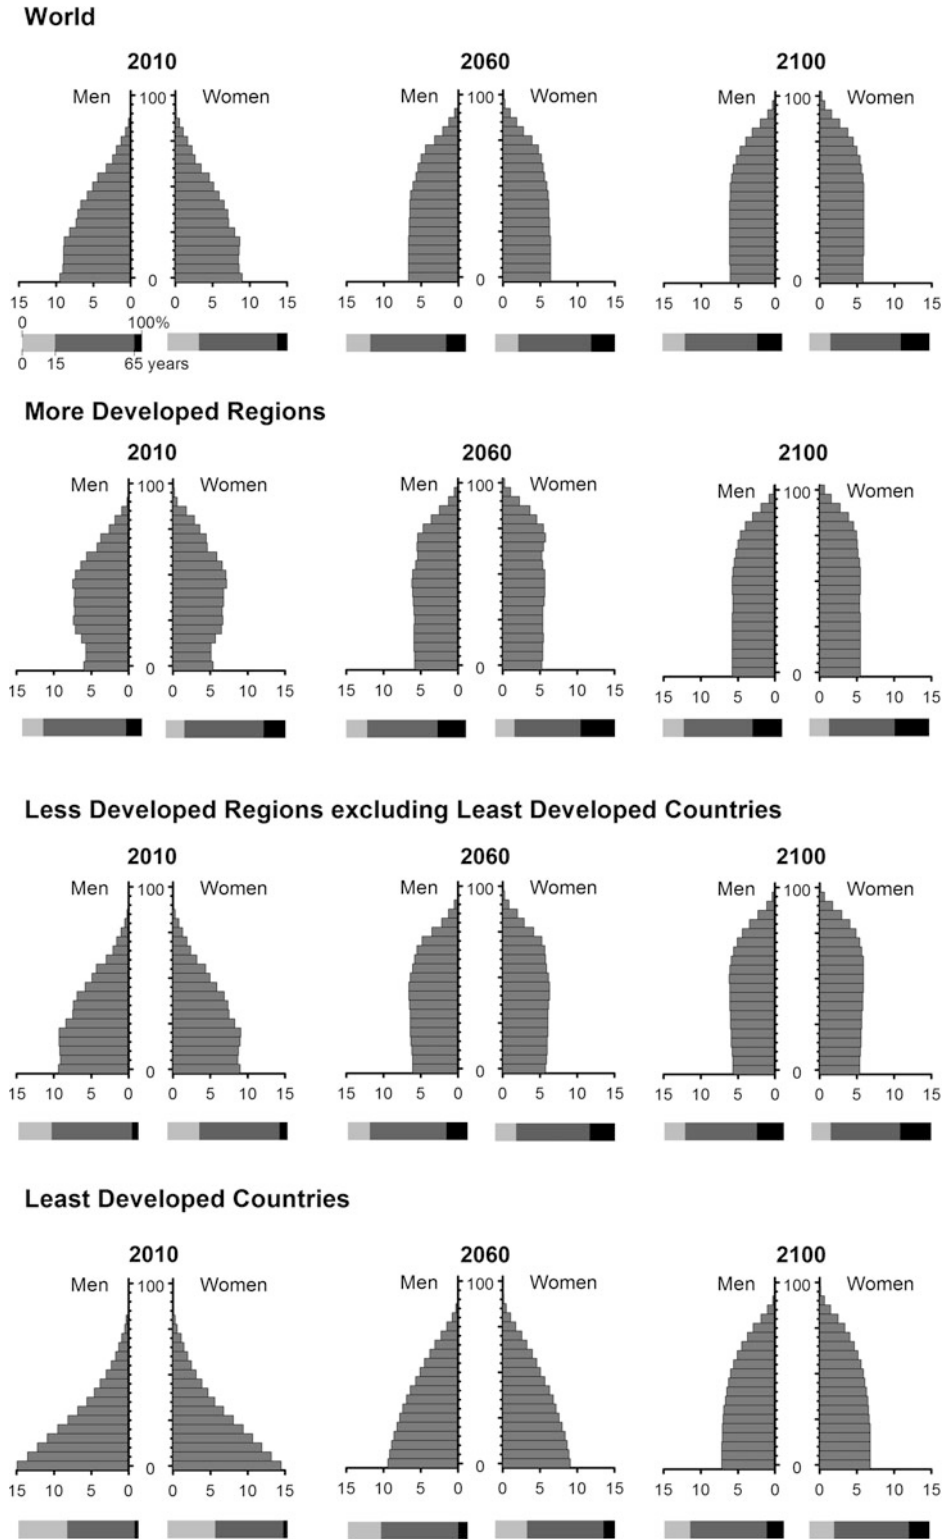 World
2010 2060 2100
Men 100 Women Men 100 Women Men 100 Women
0 0 0
15 10 5 0 0 5 10 15 15 10 5 0 0 5 10 15 15 10 5 0 0 5 10 15
0 100%
0 15 65 years
More Developed Regions
2010 2060 2100
Men 100 Women Men 100 Women Men 100 Women
0 0 0
15 10 5 0 0 5 10 15 15 10 5 0 0 5 10 15 15 10 5 0 0 5 10 15
Less Developed Regions excluding Least Developed Countries
2010 2060 2100
Men 100 Women Men 100 Women Men 100 Women
0 0 0
15 10 5 0 0 5 10 15 15 10 5 0 0 5 10 15 15 10 5 0 0 5 10 15
Least Developed Countries
2010 2060 2100
Men 100 Women Men 100 Women Men 100 Women
0 0 0
15 10 5 0 0 5 10 15 15 10 5 0 0 5 10 15 15 10 5 0 0 5 10 15